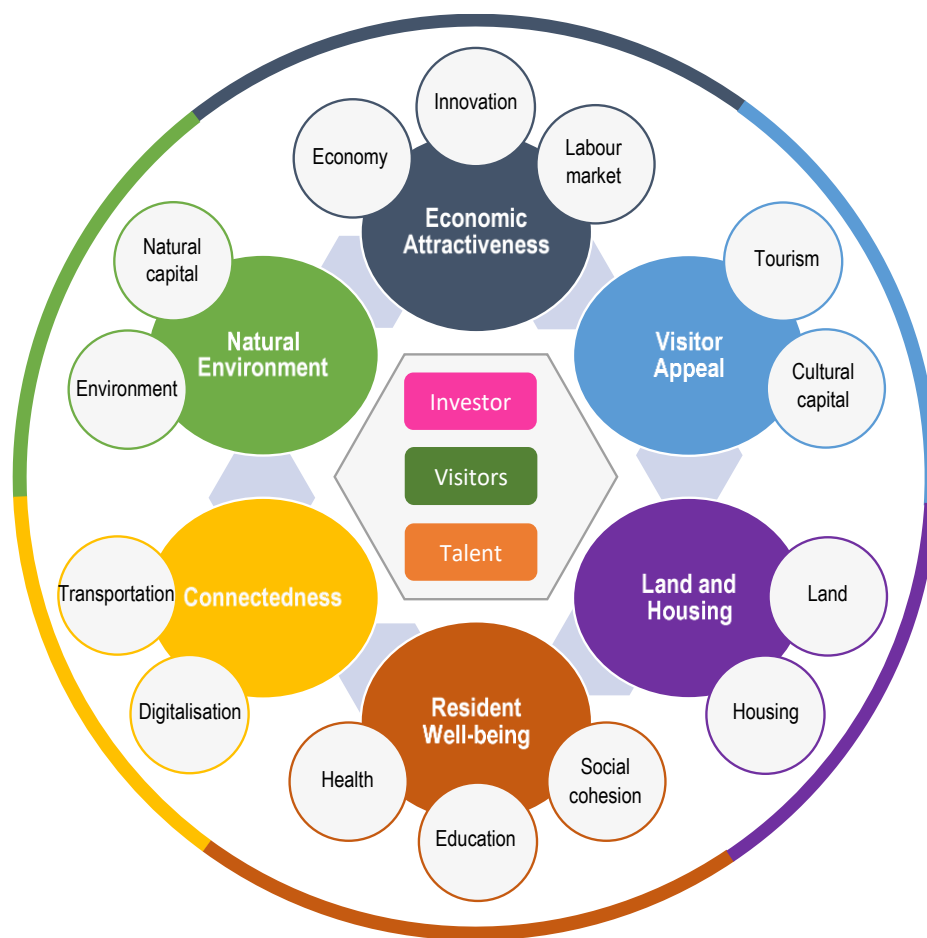 Innovation
Economy
Labour
market
Economic
Attractiveness
Natural
capital
Tourism
Natural
Environment
Visitor
Appeal
Environment
Cultural
capital
Investor
Visitors
Talent
Transportation
Connectedness
Land and
Housing
Land
Digitalisation
Housing
Resident
Well-being
Health
Social
cohesion
Education